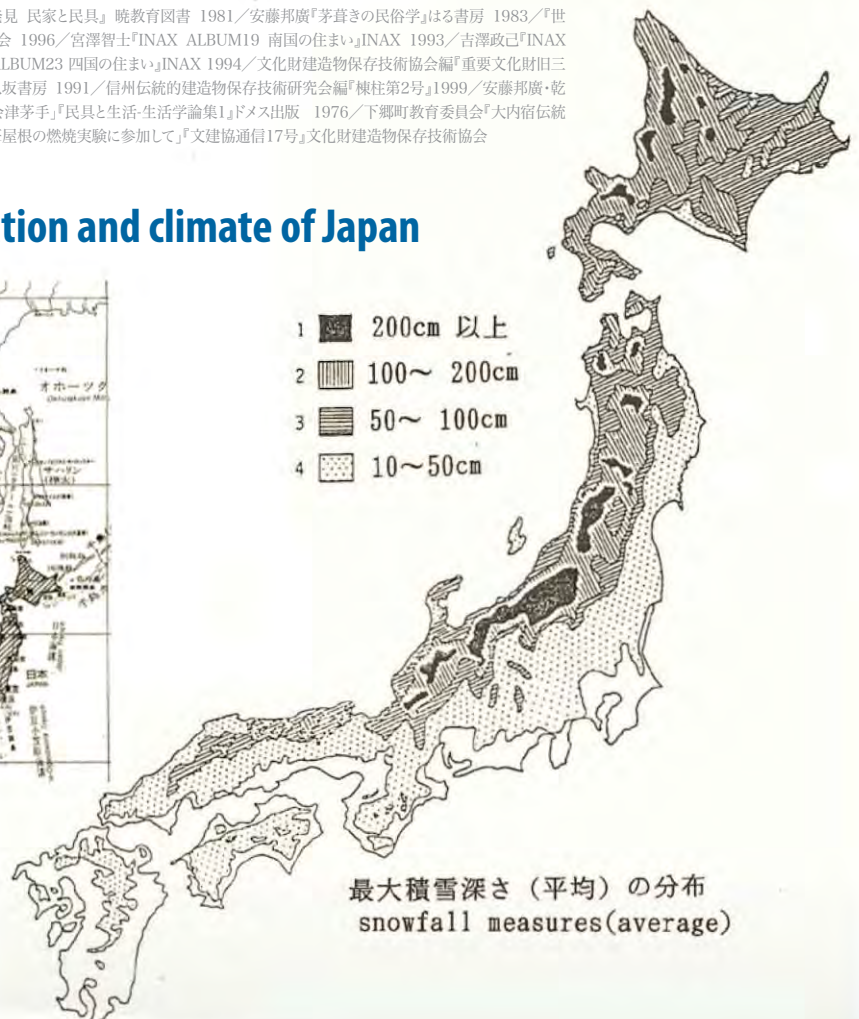 見 民家と民具』 暁教育図書 1981／安藤邦廣『茅葺きの民俗学』はる書房 1983／『世
会 1996／宮澤智士『INAX ALBUM19 南国の住まい』INAX 1993／吉澤政己『INAX
LBUM23 四国の住まい』INAX 1994／文化財建造物保存技術協会編『重要文化財旧三
坂書房 1991／信州伝統的建造物保存技術研究会編『棟柱第2号』1999／安藤邦廣・乾
津茅手」『民具と生活-生活学論集1』ドメス出版 1976／下郷町教育委員会『大内宿伝統
屋根の燃焼実験に参加して」『文建協通信17号』文化財建造物保存技術協会
tion and climate of Japan
1 200cm 以上
2 100～ 200cm
3 50～ 100cm
4 10～50cm
オホーツク
サハリン
(樺太)
日本
JAPAN
最大積雪深さ (平均) の分布
snowfall measures(average)